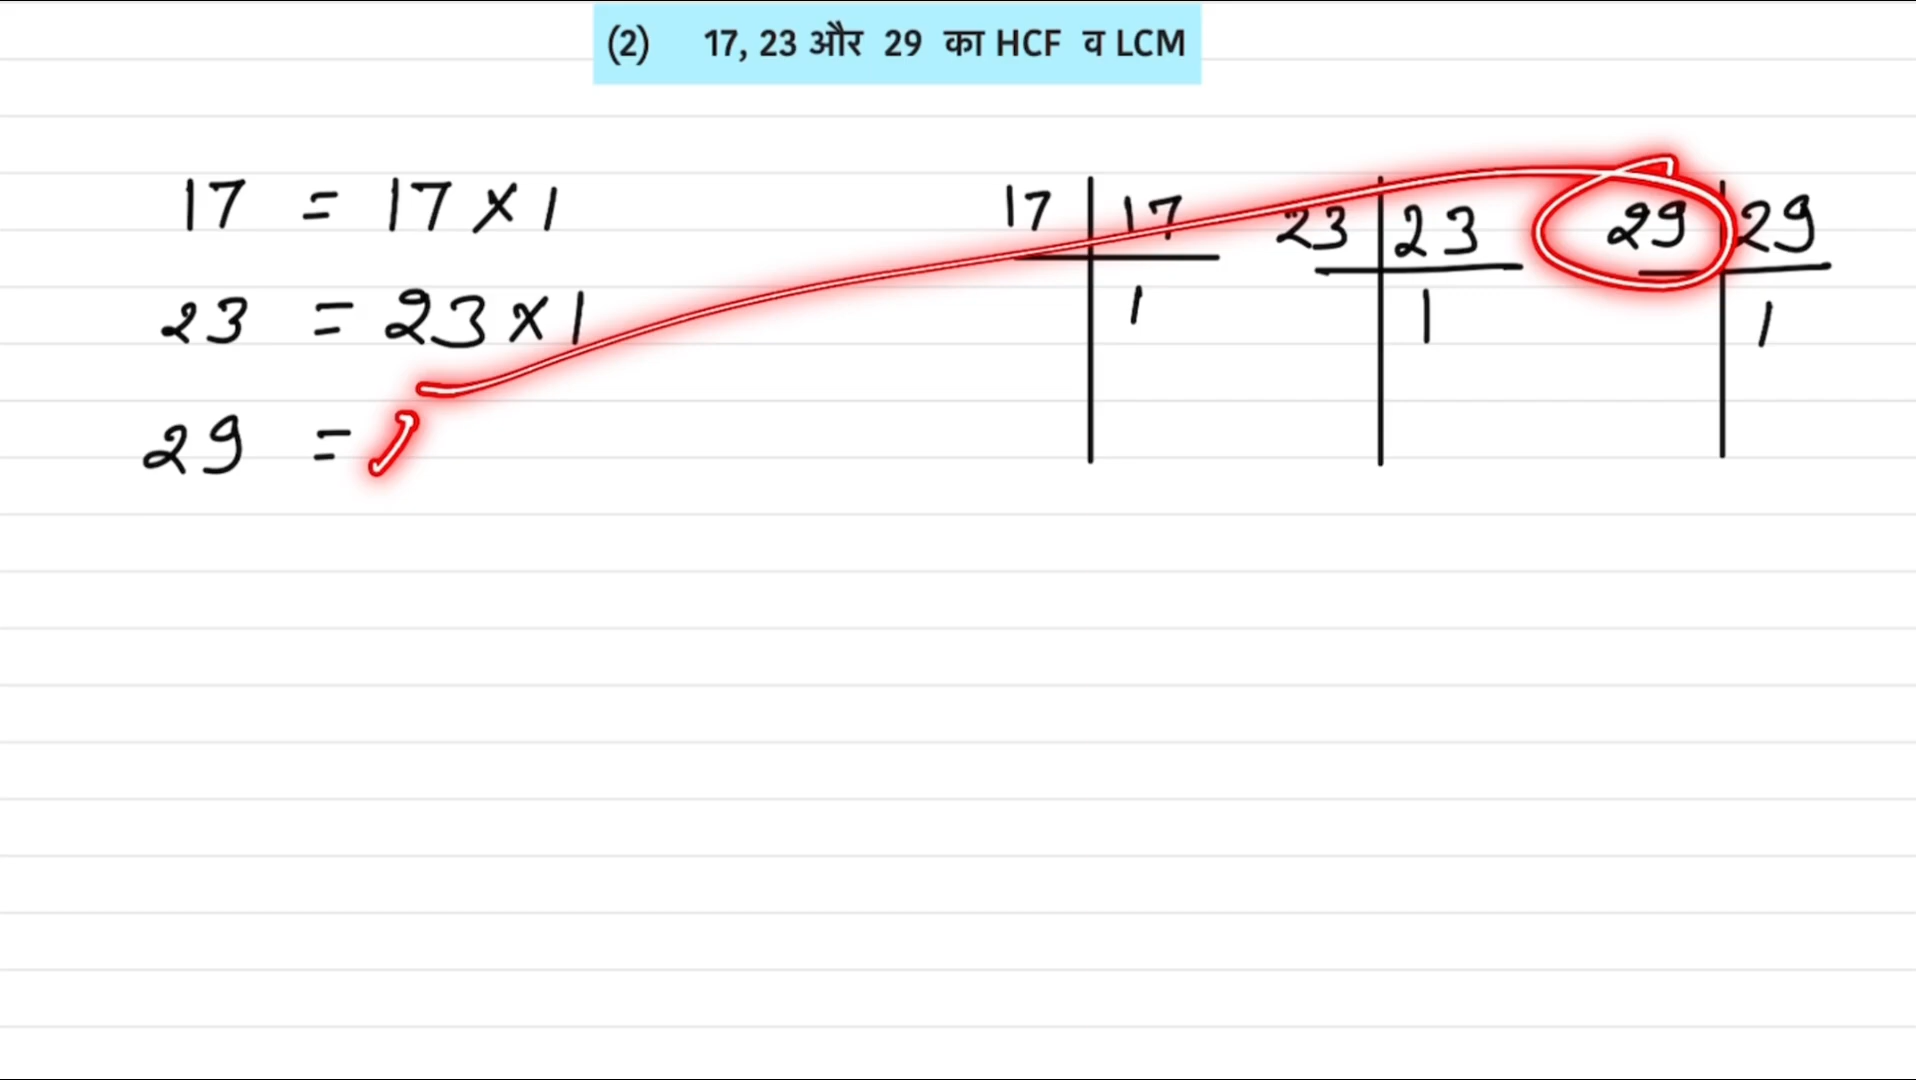 (2) 17, 23 और 29 का HCF व LCM
17 = 17 × 1
23 = 23 × 1
29 =
17 | 17
1
23 | 23
1
29 | 29
1